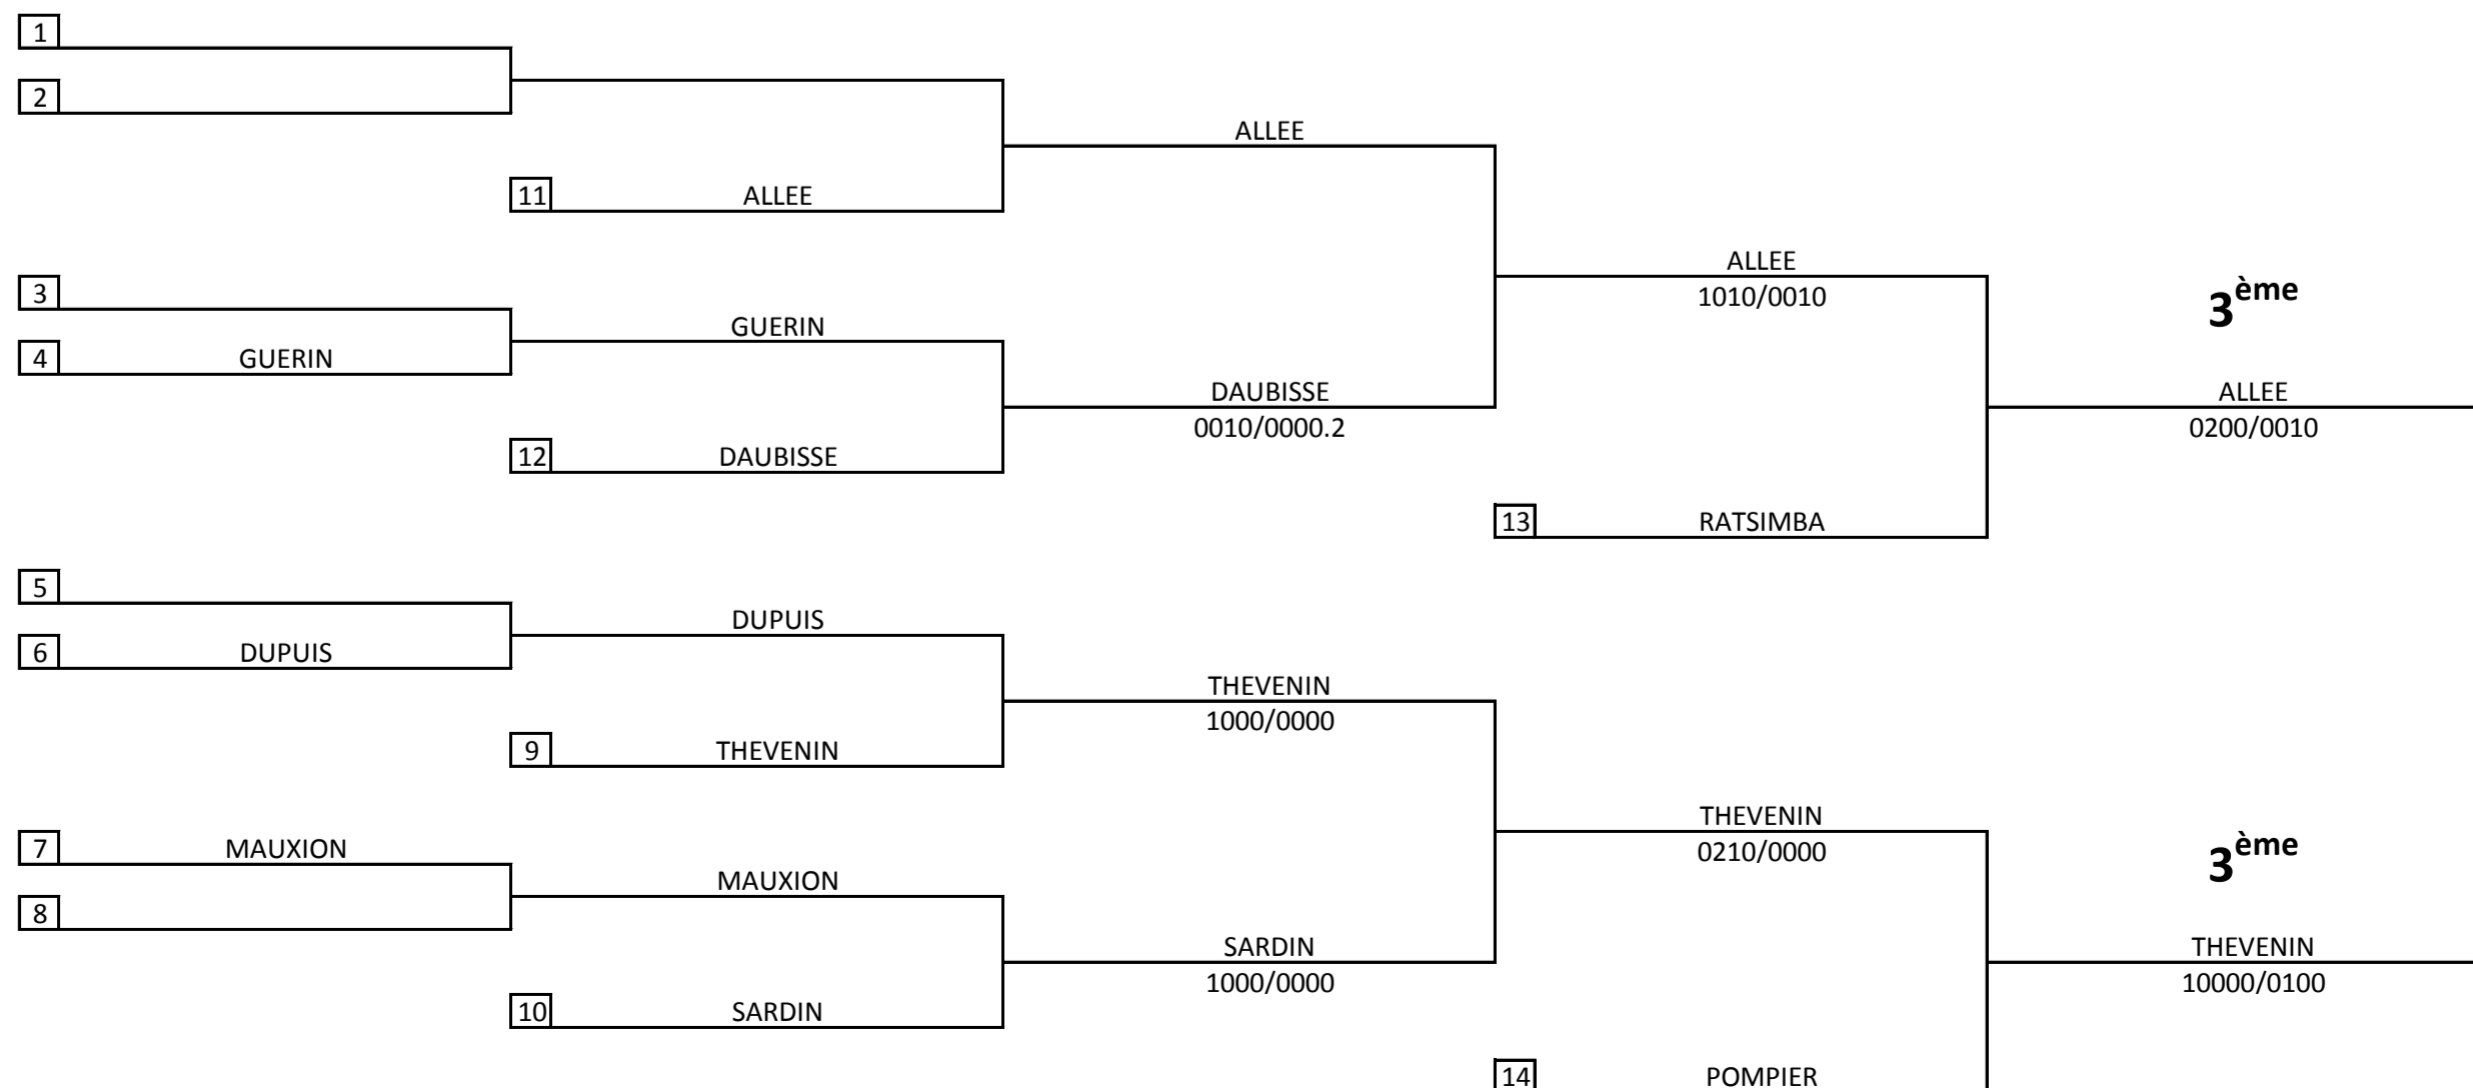 1
2
ALLEE
11 ALLEE
ALLEE
1010/0010
3
3ème
GUERIN
4 GUERIN
DAUBISSE
0010/0000.2
ALLEE
0200/0010
12 DAUBISSE
13 RATSIMBA
5
DUPUIS
6 DUPUIS
THEVENIN
1000/0000
9 THEVENIN
THEVENIN
0210/0000
7 MAUXION
3ème
MAUXION
8
SARDIN
1000/0000
THEVENIN
10000/0100
10 SARDIN
14 POMPIER